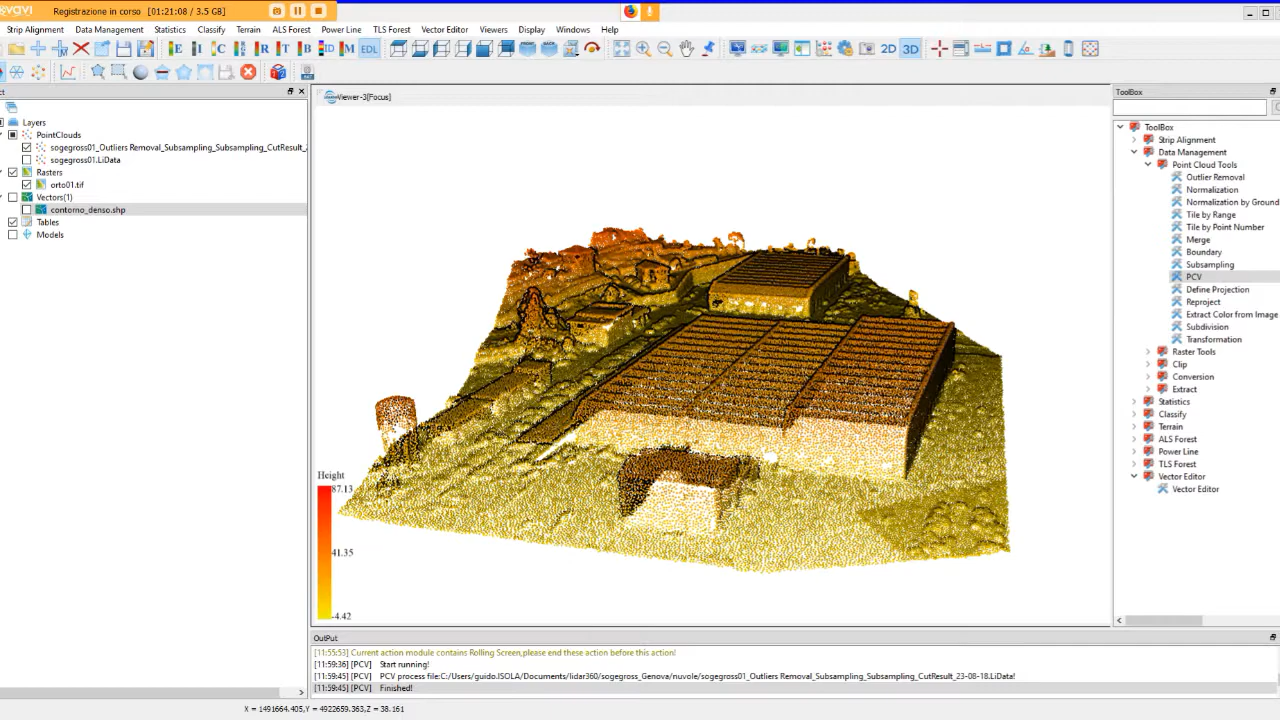 Registrazione in corso [01:21:08 / 3.5 GB]
Strip Alignment Data Management Statistics Classify Terrain ALS Forest Power Line TLS Forest Vector Editor Viewers Display Windows Help
E I C R T B ID M EDL 2D 3D
Viewer-3[Focus]
ToolBox
Layers
PointClouds
sogegross01_Outliers Removal_Subsampling_Subsampling_CutResult_2
sogegross01.LiData
Rasters
orto01.tif
Vectors(1)
contorno_denso.shp
Tables
Models
Height
87.13
41.35
-4.42
ToolBox
Strip Alignment
Data Management
Point Cloud Tools
Outlier Removal
Normalization
Normalization by Ground
Tile by Range
Tile by Point Number
Merge
Boundary
Subsampling
PCV
Define Projection
Reproject
Extract Color from Image
Subdivision
Transformation
Raster Tools
Clip
Conversion
Extract
Statistics
Classify
Terrain
ALS Forest
Power Line
TLS Forest
Vector Editor
Vector Editor
OutPut
[11:55:53] Current action module contains Rolling Screen,please end these action before this action!
[11:59:36] [PCV] Start running!
[11:59:45] [PCV] PCV process file:C:/Users/guido.ISOLA/Documents/lidar360/sogegross_Genova/nuvole/sogegross01_Outliers Removal_Subsampling_Subsampling_CutResult_23-08-18.LiData!
[11:59:45] [PCV] Finished!
X = 1491664.405,Y = 4922659.363,Z = 38.161